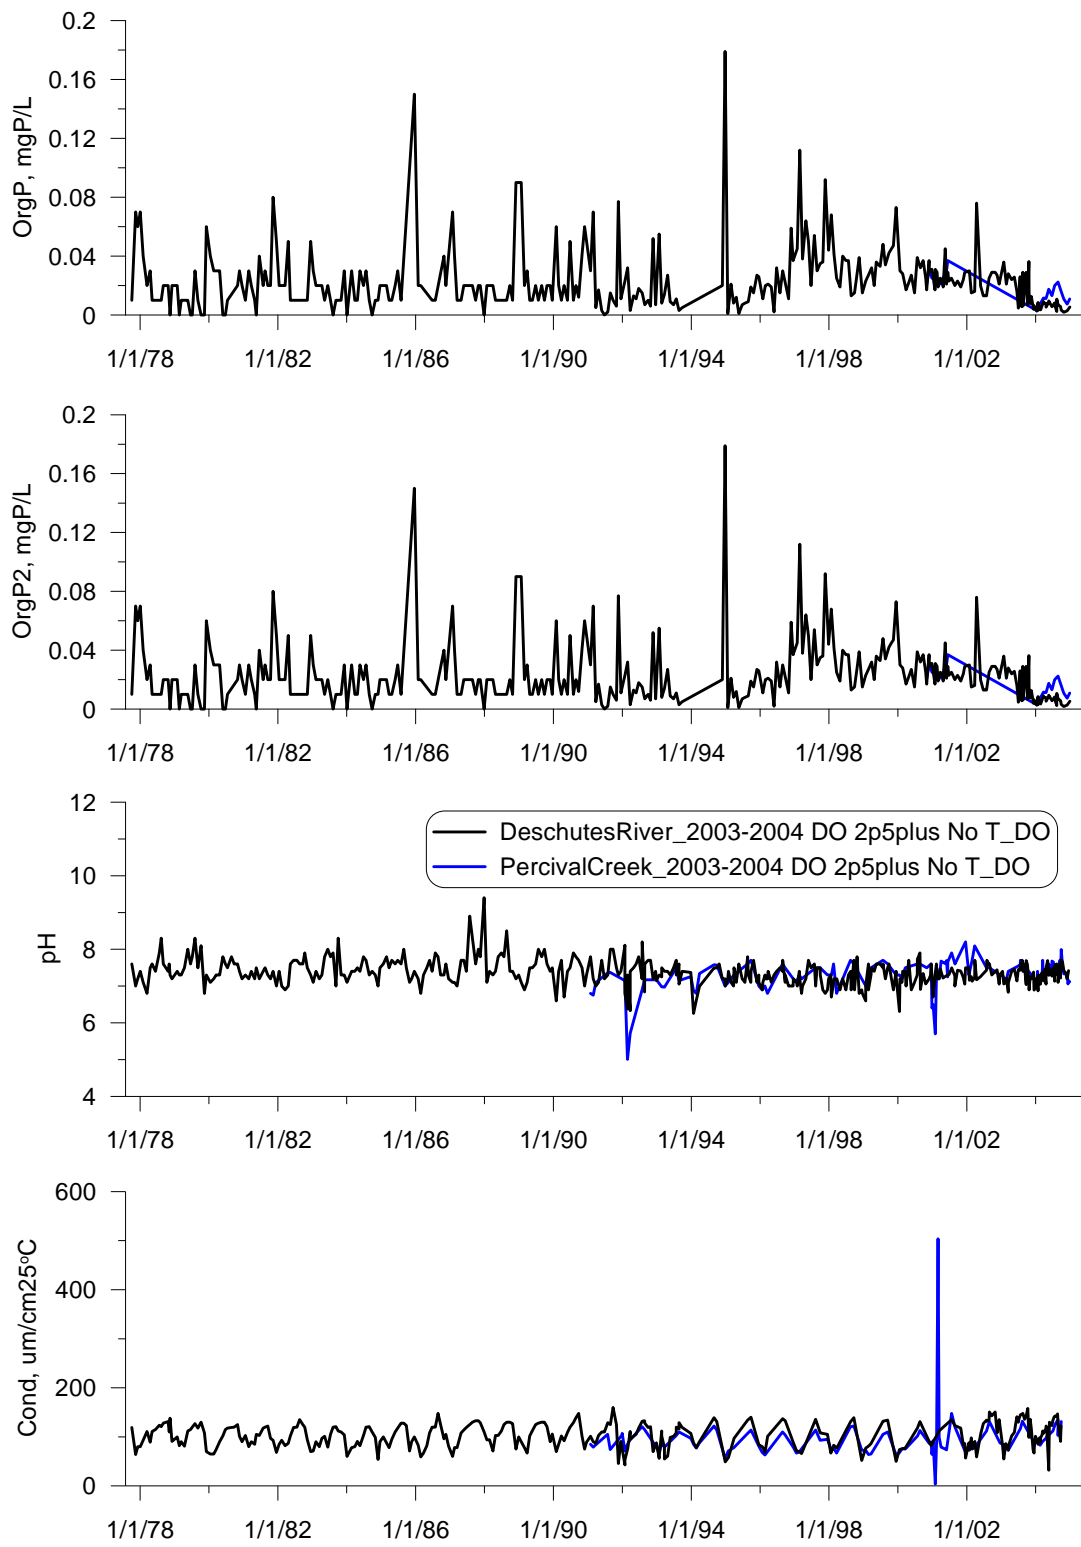 0.2
0.16
0.12
0.08
0.04
0
OrgP, mgP/L
1/1/78 1/1/82 1/1/86 1/1/90 1/1/94 1/1/98 1/1/02
0.2
0.16
0.12
0.08
0.04
0
OrgP2, mgP/L
1/1/78 1/1/82 1/1/86 1/1/90 1/1/94 1/1/98 1/1/02
12
10
8
6
4
pH
DeschutesRiver_2003-2004 DO 2p5plus No T_DO
PercivalCreek_2003-2004 DO 2p5plus No T_DO
1/1/78 1/1/82 1/1/86 1/1/90 1/1/94 1/1/98 1/1/02
600
400
200
0
Cond, um/cm25ºC
1/1/78 1/1/82 1/1/86 1/1/90 1/1/94 1/1/98 1/1/02